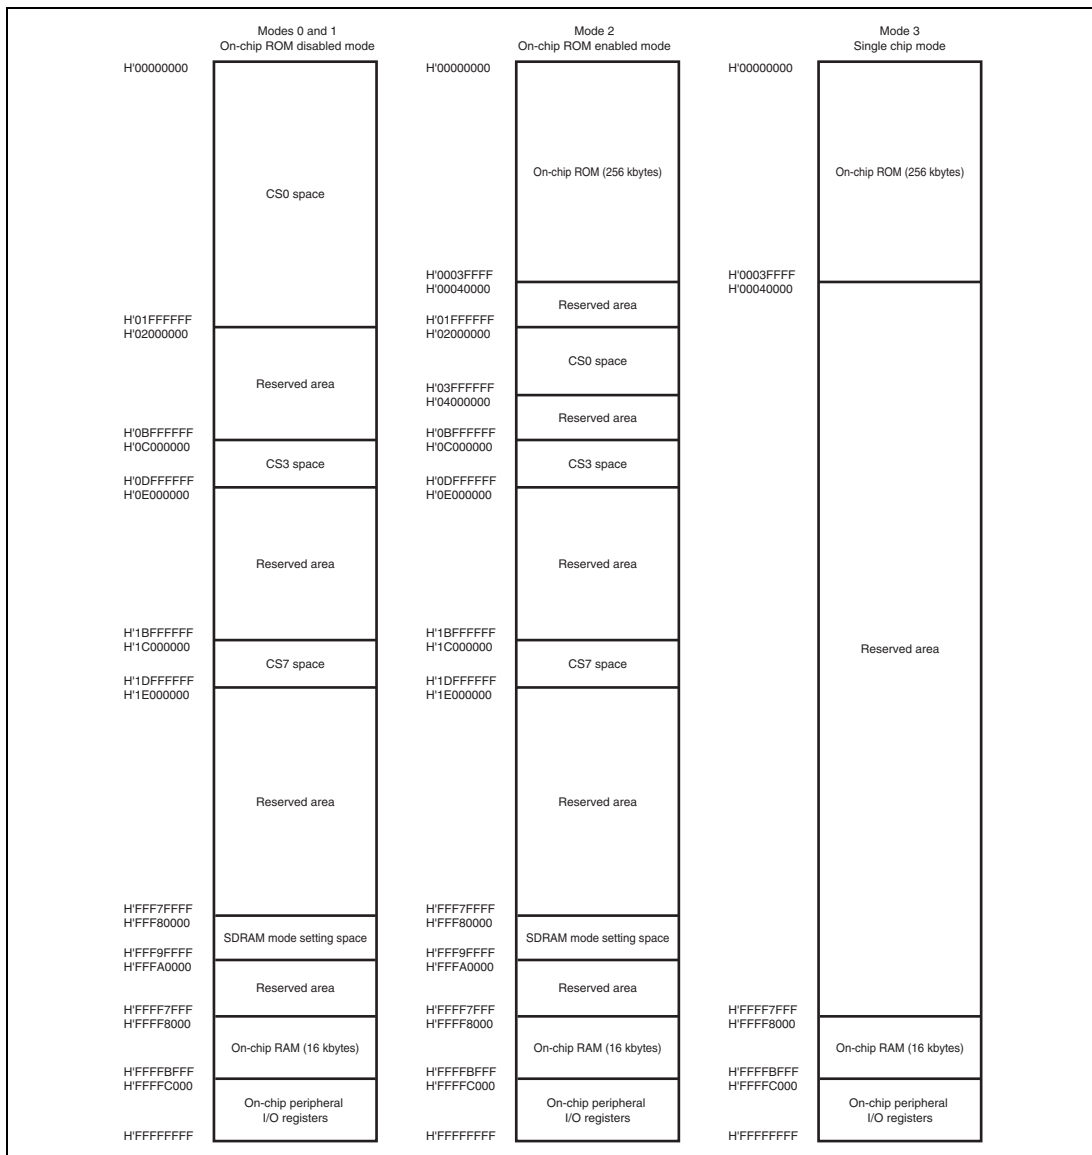 Modes 0 and 1
On-chip ROM disabled mode
H'00000000
CS0 space
H'01FFFFFF
H'02000000
Reserved area
H'0BFFFFFF
H'0C000000
CS3 space
H'0DFFFFFF
H'0E000000
Reserved area
H'1BFFFFFF
H'1C000000
CS7 space
H'1DFFFFFF
H'1E000000
Reserved area
H'FFF7FFFF
H'FFF80000
SDRAM mode setting space
H'FFF9FFFF
H'FFFA0000
Reserved area
H'FFFF7FFF
H'FFFF8000
On-chip RAM (16 kbytes)
H'FFFFBFFF
H'FFFFC000
On-chip peripheral
I/O registers
H'FFFFFFFF
Mode 2
On-chip ROM enabled mode
H'00000000
On-chip ROM (256 kbytes)
H'0003FFFF
H'00040000
Reserved area
H'01FFFFFF
H'02000000
CS0 space
H'03FFFFFF
H'04000000
Reserved area
H'0BFFFFFF
H'0C000000
CS3 space
H'0DFFFFFF
H'0E000000
Reserved area
H'1BFFFFFF
H'1C000000
CS7 space
H'1DFFFFFF
H'1E000000
Reserved area
H'FFF7FFFF
H'FFF80000
SDRAM mode setting space
H'FFF9FFFF
H'FFFA0000
Reserved area
H'FFFF7FFF
H'FFFF8000
On-chip RAM (16 kbytes)
H'FFFFBFFF
H'FFFFC000
On-chip peripheral
I/O registers
H'FFFFFFFF
Mode 3
Single chip mode
H'00000000
On-chip ROM (256 kbytes)
H'0003FFFF
H'00040000
Reserved area
H'FFFF7FFF
H'FFFF8000
On-chip RAM (16 kbytes)
H'FFFFBFFF
H'FFFFC000
On-chip peripheral
I/O registers
H'FFFFFFFF